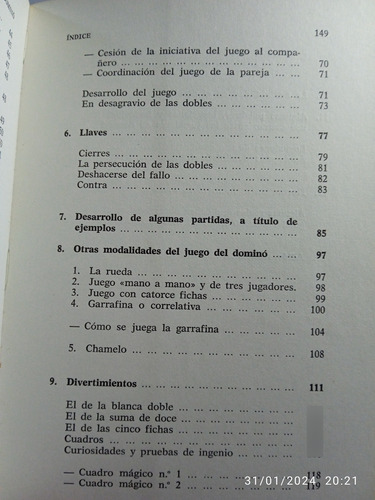 ÍNDICE 149
— Cesión de la iniciativa del juego al compa-
ñero ... 70
— Coordinación del juego de la pareja ... 71
Desarrollo del juego ... 71
En desagravio de las dobles ... 73
6. Llaves ... 77
Cierres ... 79
La persecución de las dobles ... 81
Deshacerse del fallo ... 82
Contra ... 83
7. Desarrollo de algunas partidas, a título de
ejemplos ... 85
8. Otras modalidades del juego del dominó ... 97
1. La rueda ... 97
2. Juego «mano a mano» y de tres jugadores. 98
3. Juego con catorce fichas ... 99
4. Garrafina o correlativa ... 100
— Cómo se juega la garrafina ... 104
5. Chamelo ... 108
9. Divertimientos ... 111
El de la blanca doble ...
El de la suma de doce ...
El de las cinco fichas ...
Cuadros ...
Curiosidades y pruebas de ingenio ...
— Cuadro mágico n.° 1 ... 118
— Cuadro mágico n.° 2 ... 119
31/01/2024, 20:21